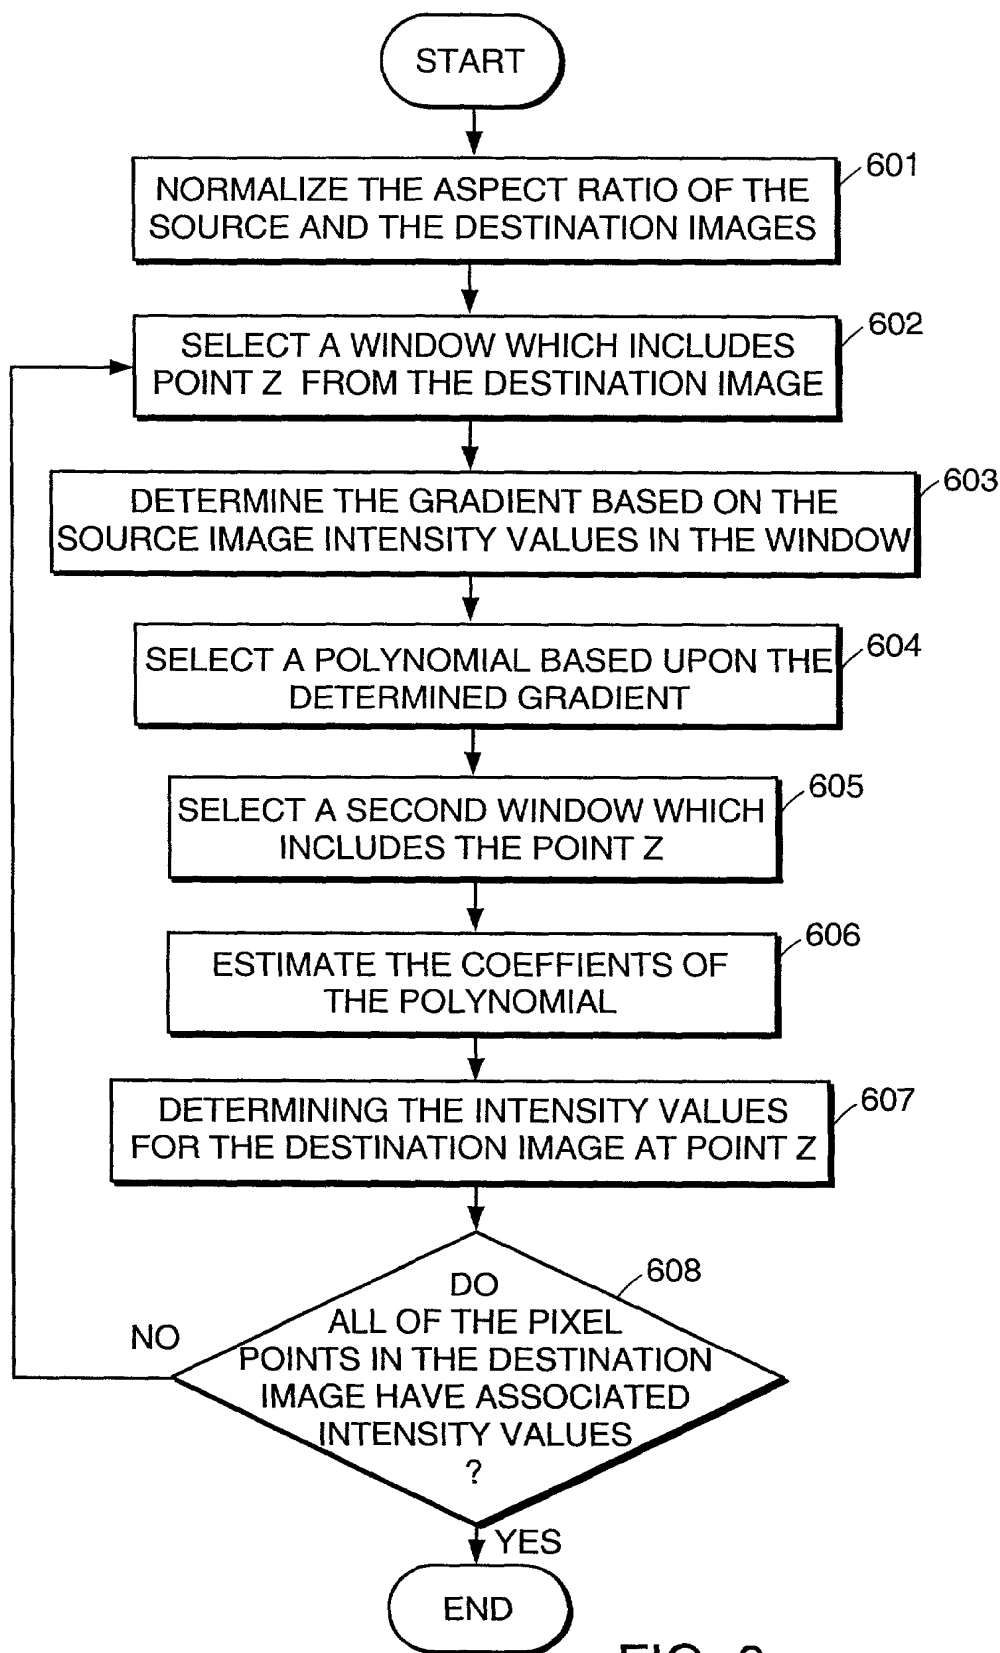 START
601
NORMALIZE THE ASPECT RATIO OF THE
SOURCE AND THE DESTINATION IMAGES
602
SELECT A WINDOW WHICH INCLUDES
POINT Z FROM THE DESTINATION IMAGE
603
DETERMINE THE GRADIENT BASED ON THE
SOURCE IMAGE INTENSITY VALUES IN THE WINDOW
604
SELECT A POLYNOMIAL BASED UPON THE
DETERMINED GRADIENT
605
SELECT A SECOND WINDOW WHICH
INCLUDES THE POINT Z
606
ESTIMATE THE COEFFIENTS OF
THE POLYNOMIAL
607
DETERMINING THE INTENSITY VALUES
FOR THE DESTINATION IMAGE AT POINT Z
608
DO
ALL OF THE PIXEL
POINTS IN THE DESTINATION
IMAGE HAVE ASSOCIATED
INTENSITY VALUES
?
NO
YES
END
FIG.